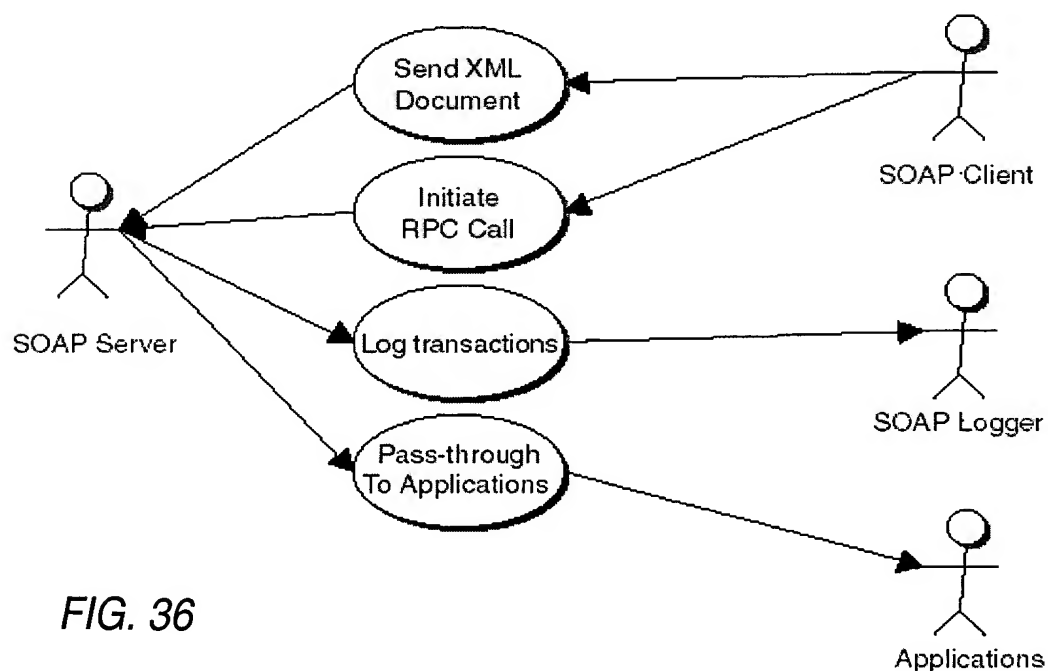 Send XML
Document
SOAP Client
Initiate
RPC Call
SOAP Server
Log transactions
SOAP Logger
Pass-through
To Applications
FIG. 36
Applications